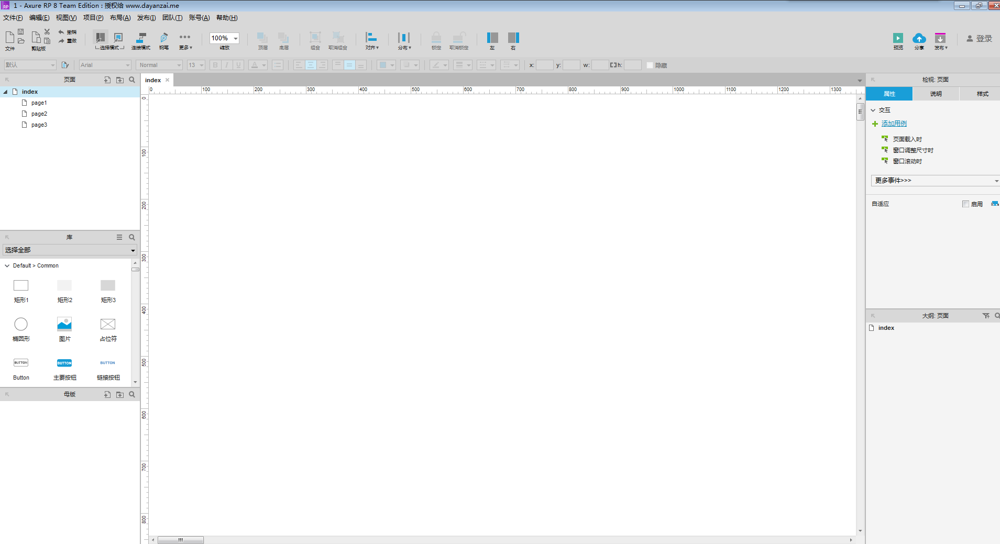 1 - Axure RP 8 Team Edition : 授权给 www.dayanzai.me
文件(F) 编辑(E) 视图(V) 项目(P) 布局(A) 发布(I) 团队(T) 账号(A) 帮助(H)
文件 剪贴板 撤销 重做 选择模式 连接模式 钢笔 更多 100% 缩放 顶层 底层 组合 取消组合 对齐 分布 锁定 取消锁定 左 右 预览 分享 发布 登录
默认 Arial Normal 13 B I U A x: y: w: h: 隐藏
页面
index
page1
page2
page3
库
选择全部
Default > Common
矩形1 矩形2 矩形3
椭圆形 图片 占位符
BUTTON BUTTON BUTTON
Button 主要按钮 链接按钮
母版
index
0 100 200 300 400 500 600 700 800 900 1000 1100 1200 1300
0
100
200
300
400
500
600
700
800
检视: 页面
属性 说明 样式
交互
添加用例
页面载入时
窗口调整尺寸时
窗口滚动时
更多事件>>>
自适应 启用
大纲: 页面
index